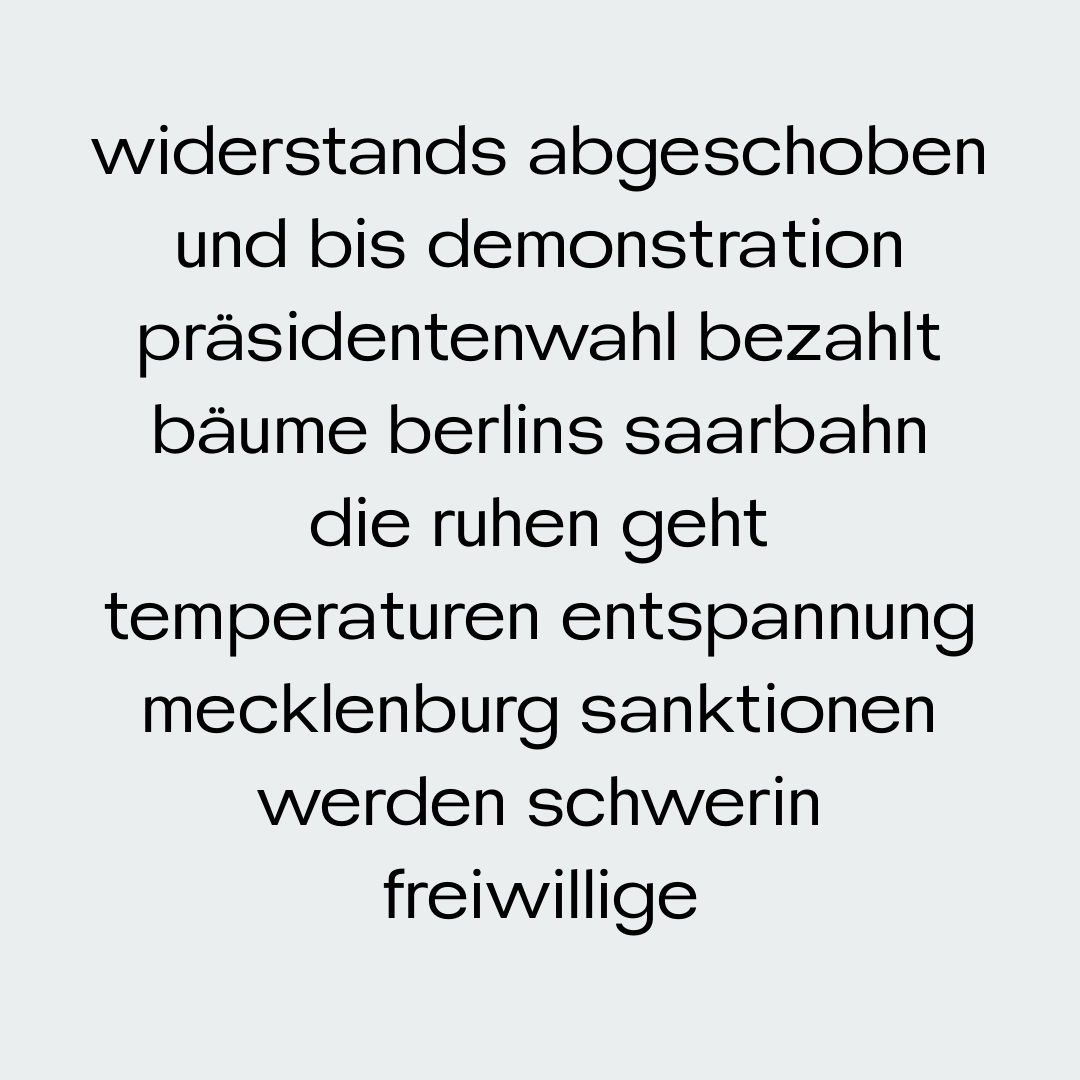 widerstands abgeschoben
und bis demonstration
präsidentenwahl bezahlt
bäume berlins saarbahn
die ruhen geht
temperaturen entspannung
mecklenburg sanktionen
werden schwerin
freiwillige